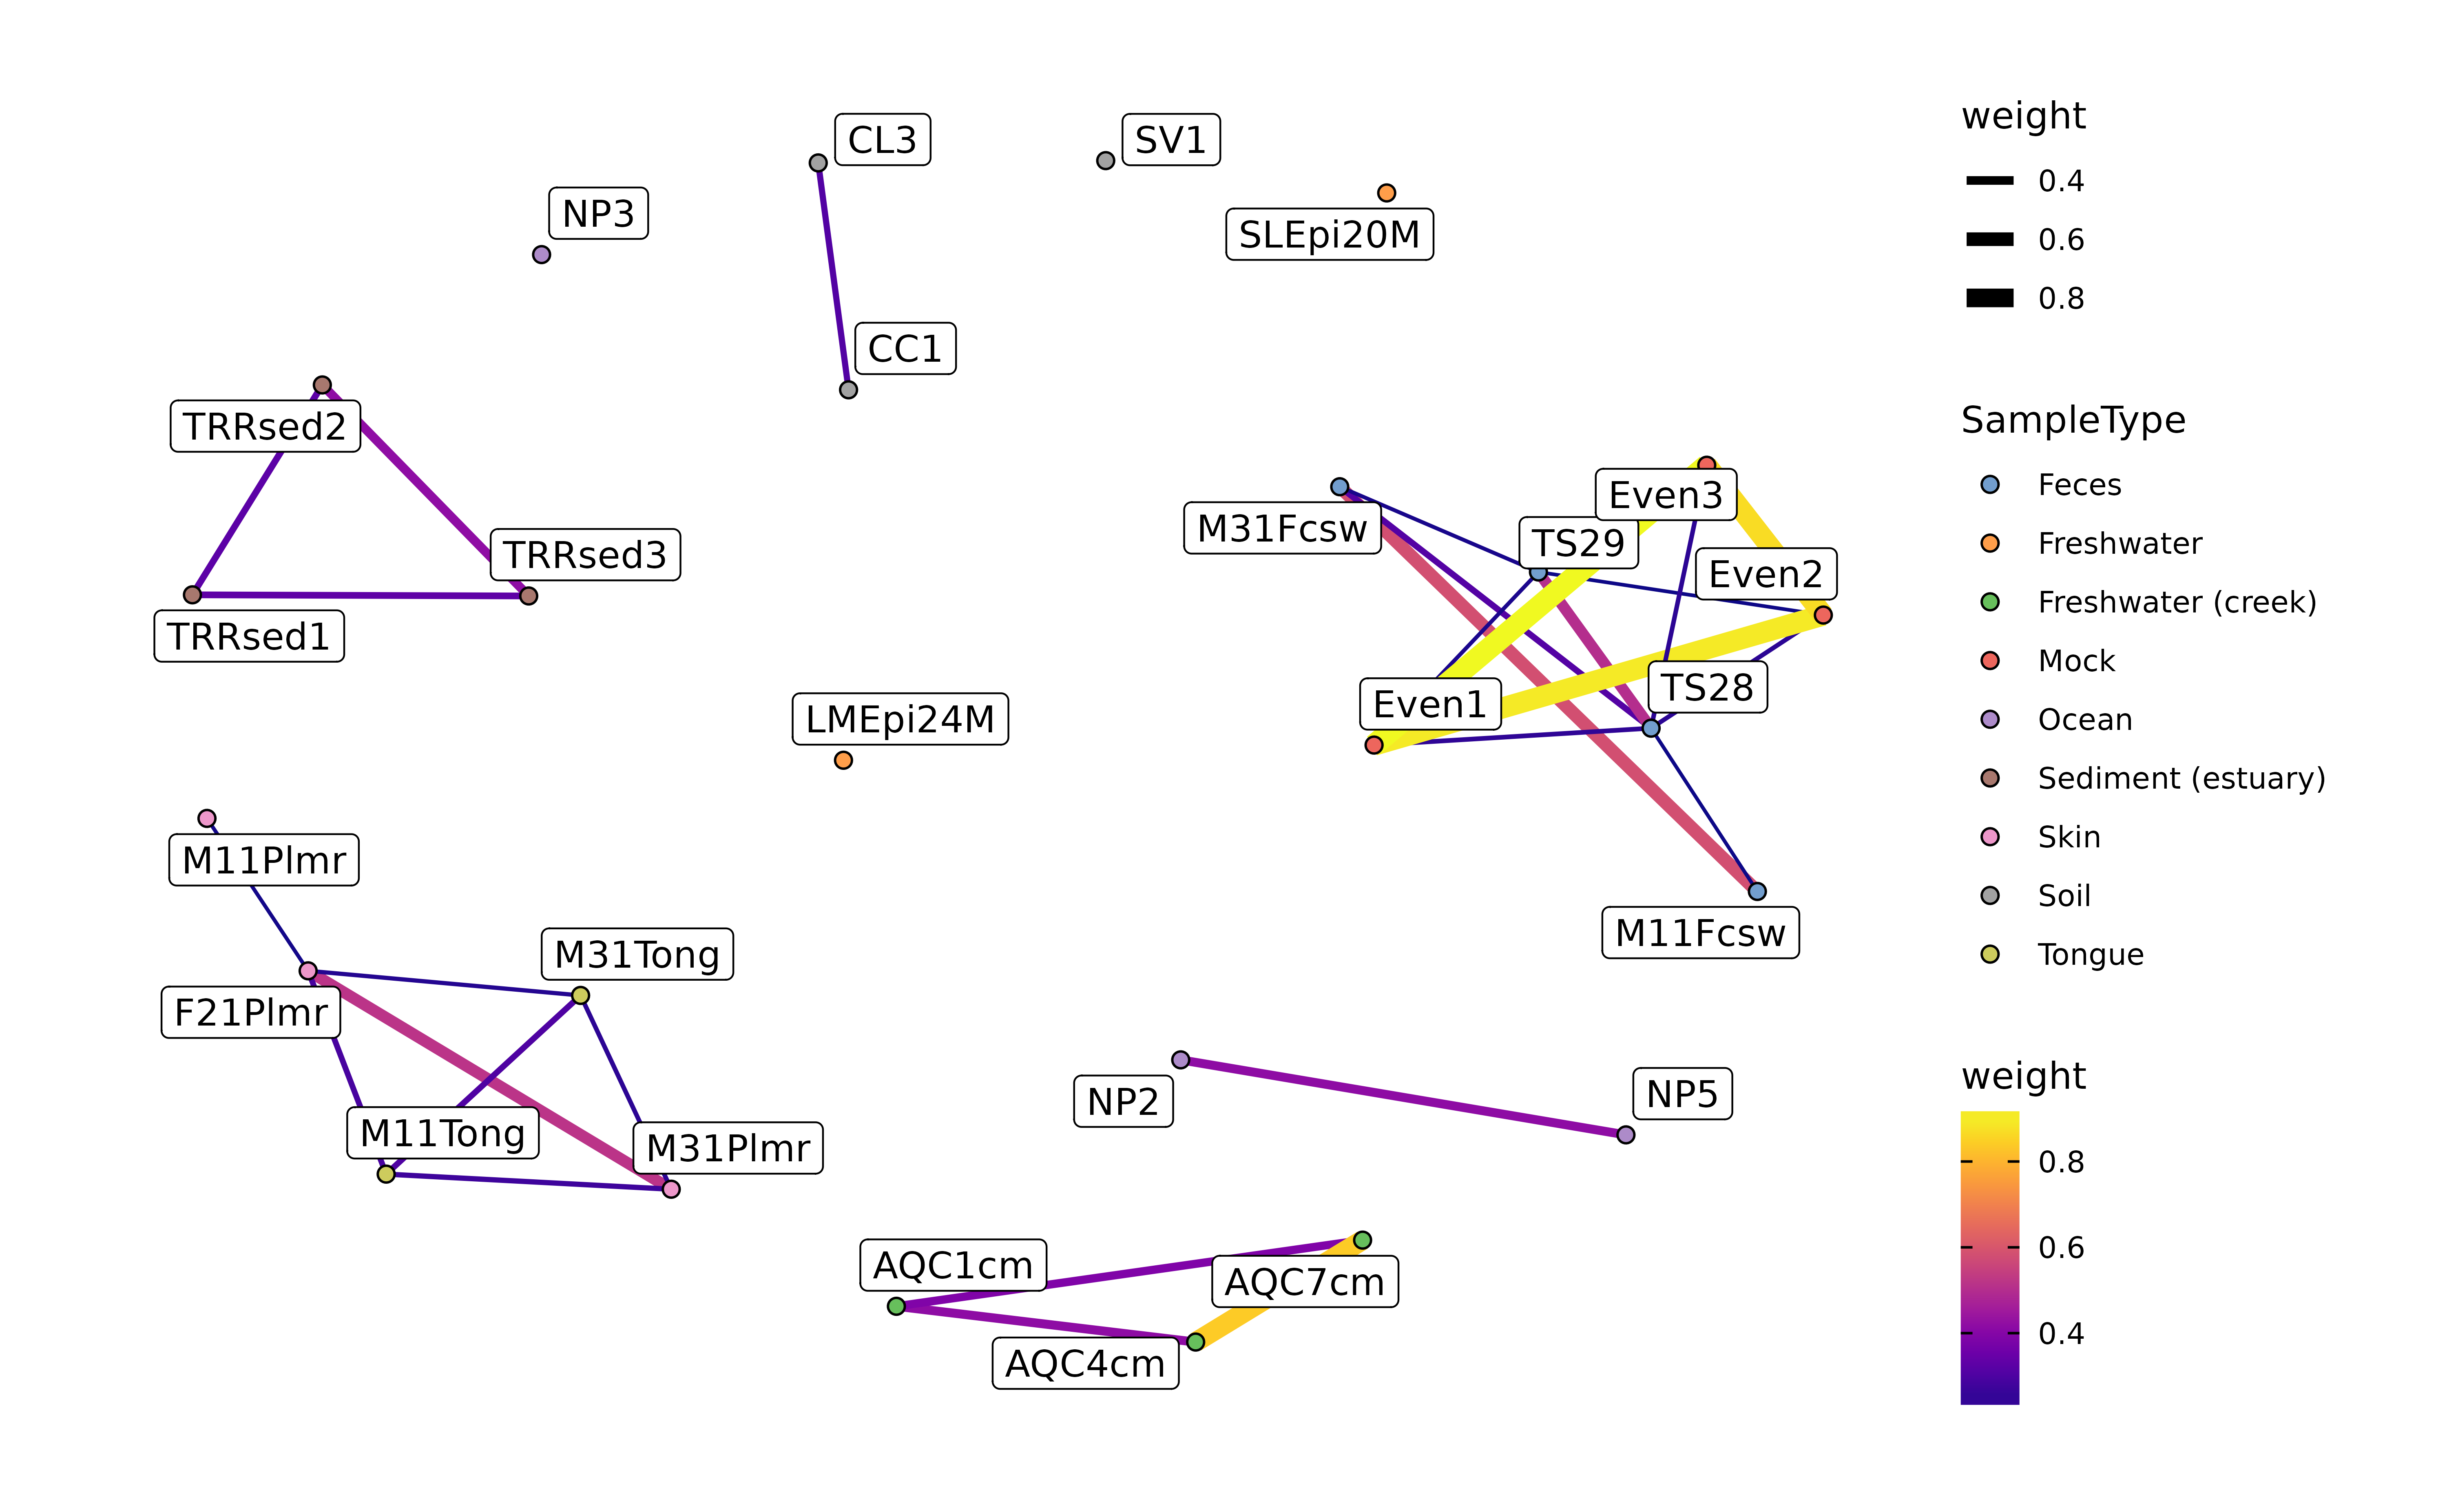 CL3
SV1
NP3
SLEpi20M
CC1
TRRsed2
Even3
M31Fcsw
TS29
TRRsed3
Even2
TRRsed1
TS28
Even1
LMEpi24M
M11Plmr
M11Fcsw
M31Tong
F21Plmr
NP5
NP2
M11Tong
M31Plmr
AQC1cm
AQC7cm
AQC4cm
weight
0.4
0.6
0.8
SampleType
Feces
Freshwater
Freshwater (creek)
Mock
Ocean
Sediment (estuary)
Skin
Soil
Tongue
weight
0.8
0.6
0.4